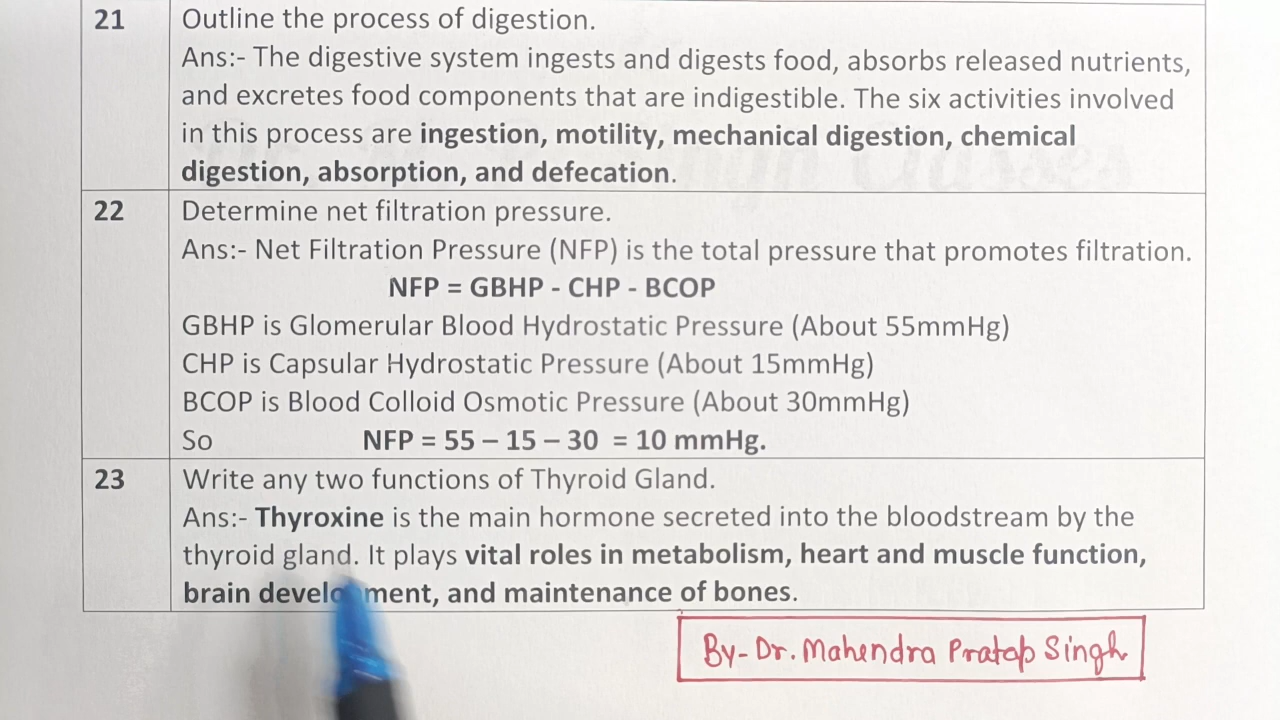 21 Outline the process of digestion.
Ans:- The digestive system ingests and digests food, absorbs released nutrients,
and excretes food components that are indigestible. The six activities involved
in this process are ingestion, motility, mechanical digestion, chemical
digestion, absorption, and defecation.
22 Determine net filtration pressure.
Ans:- Net Filtration Pressure (NFP) is the total pressure that promotes filtration.
NFP = GBHP - CHP - BCOP
GBHP is Glomerular Blood Hydrostatic Pressure (About 55mmHg)
CHP is Capsular Hydrostatic Pressure (About 15mmHg)
BCOP is Blood Colloid Osmotic Pressure (About 30mmHg)
So NFP = 55 – 15 – 30 = 10 mmHg.
23 Write any two functions of Thyroid Gland.
Ans:- Thyroxine is the main hormone secreted into the bloodstream by the
thyroid gland. It plays vital roles in metabolism, heart and muscle function,
brain development, and maintenance of bones.
By- Dr. Mahendra Pratap Singh